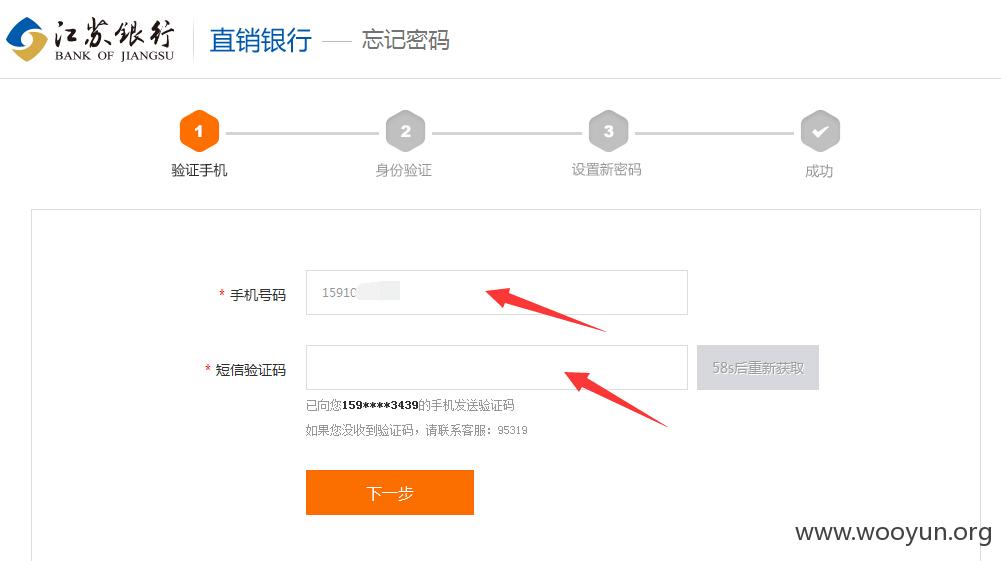 江苏银行
BANK OF JIANGSU
直销银行 —— 忘记密码
1 2 3
验证手机 身份验证 设置新密码 成功
* 手机号码 15910
* 短信验证码 58s后重新获取
已向您159****3439的手机发送验证码
如果您没收到验证码，请联系客服：95319
下一步
www.wooyun.org